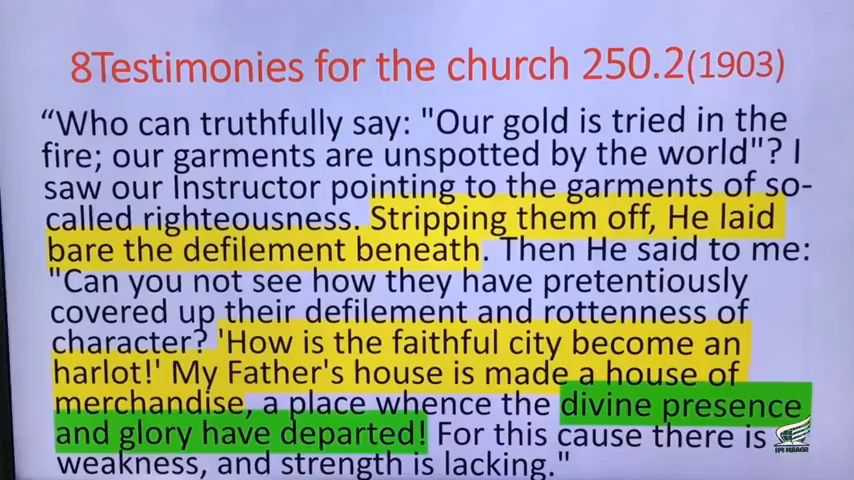 8Testimonies for the church 250.2(1903)
“Who can truthfully say: "Our gold is tried in the
fire; our garments are unspotted by the world"? I
saw our Instructor pointing to the garments of so-
called righteousness. Stripping them off, He laid
bare the defilement beneath. Then He said to me:
"Can you not see how they have pretentiously
covered up their defilement and rottenness of
character? 'How is the faithful city become an
harlot!' My Father's house is made a house of
merchandise, a place whence the divine presence
and glory have departed! For this cause there is
weakness, and strength is lacking."